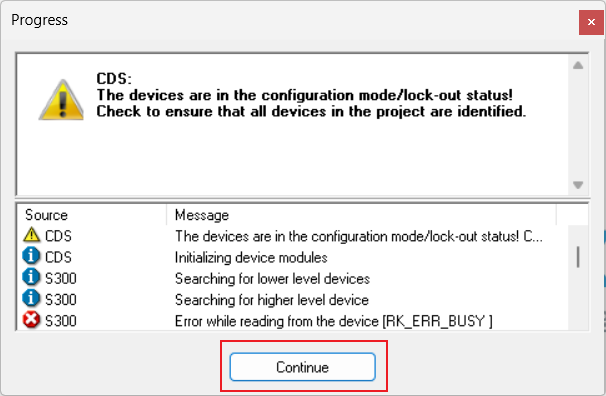 Progress
CDS:
The devices are in the configuration mode/lock-out status!
Check to ensure that all devices in the project are identified.
Source Message
CDS The devices are in the configuration mode/lock-out status! C...
CDS Initializing device modules
S300 Searching for lower level devices
S300 Searching for higher level device
S300 Error while reading from the device [RK_ERR_BUSY ]
Continue